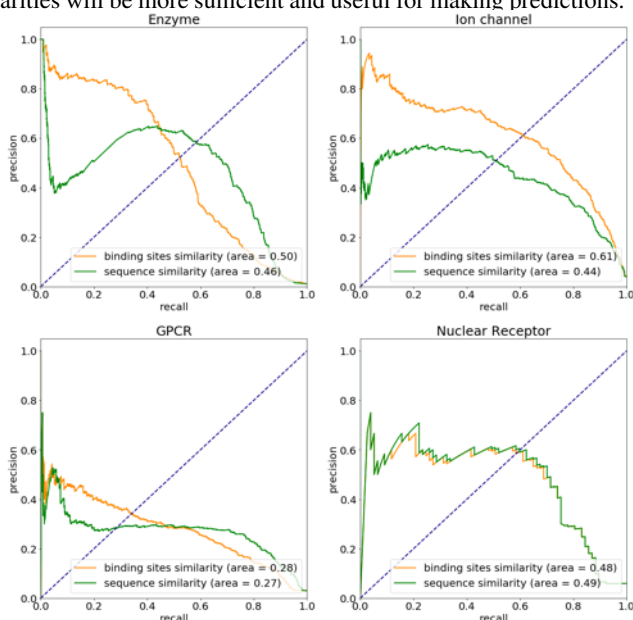 arities will be more sufficient and useful for making predictions.
Enzyme
1.0
0.8
0.6
0.4
0.2
0.0
precision
binding sites similarity (area = 0.50)
sequence similarity (area = 0.46)
0.0 0.2 0.4 0.6 0.8 1.0
recall
Ion channel
1.0
0.8
0.6
0.4
0.2
0.0
precision
binding sites similarity (area = 0.61)
sequence similarity (area = 0.44)
0.0 0.2 0.4 0.6 0.8 1.0
recall
GPCR
1.0
0.8
0.6
0.4
0.2
0.0
precision
binding sites similarity (area = 0.28)
sequence similarity (area = 0.27)
0.0 0.2 0.4 0.6 0.8 1.0
recall
Nuclear Receptor
1.0
0.8
0.6
0.4
0.2
0.0
precision
binding sites similarity (area = 0.48)
sequence similarity (area = 0.49)
0.0 0.2 0.4 0.6 0.8 1.0
recall